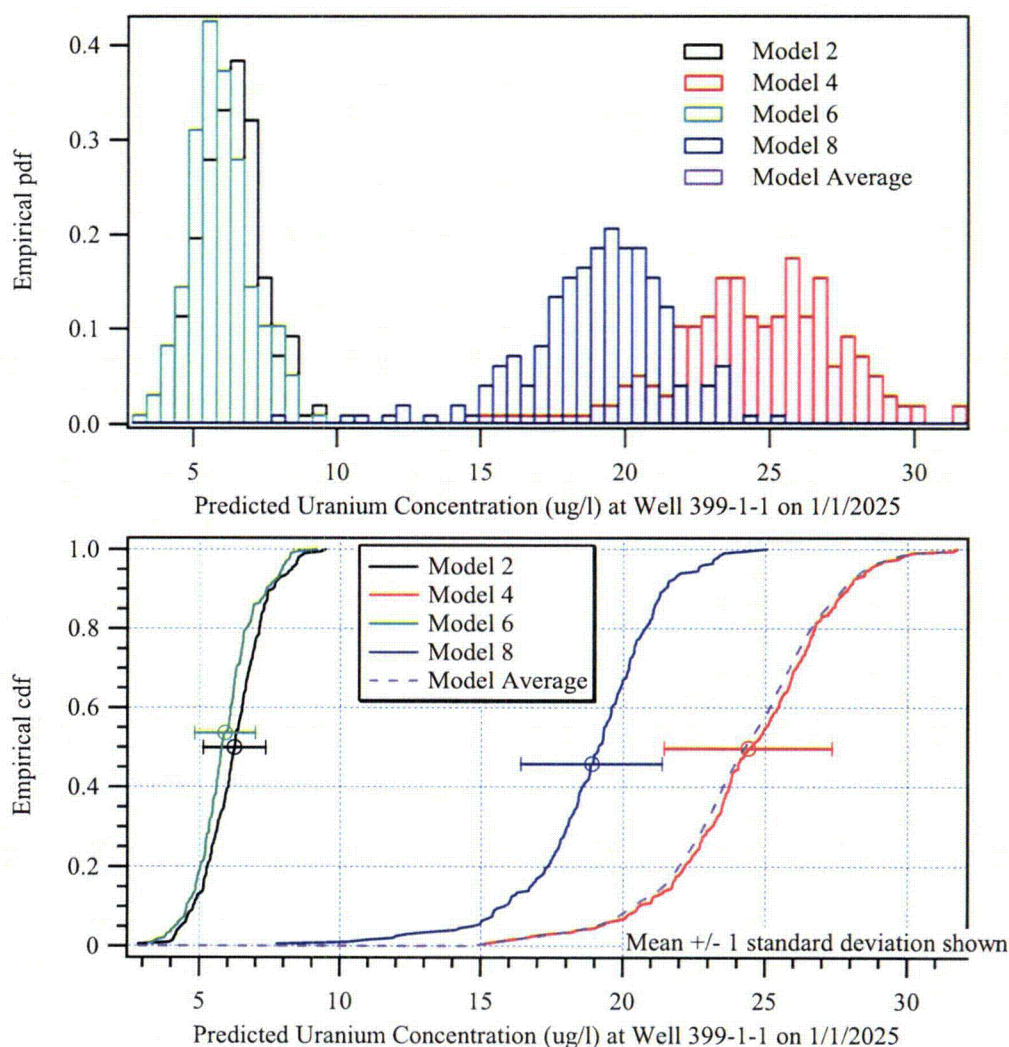 Empirical pdf
0.4
0.3
0.2
0.1
0.0
Model 2
Model 4
Model 6
Model 8
Model Average
5 10 15 20 25 30
Predicted Uranium Concentration (ug/l) at Well 399-1-1 on 1/1/2025
Empirical cdf
1.0
0.8
0.6
0.4
0.2
0
Model 2
Model 4
Model 6
Model 8
Model Average
Mean +/- 1 standard deviation shown
5 10 15 20 25 30
Predicted Uranium Concentration (ug/l) at Well 399-1-1 on 1/1/2025